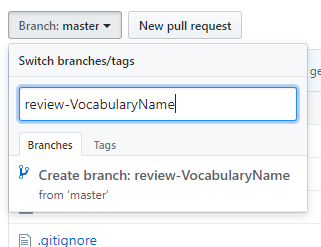 Branch: master
New pull request
Switch branches/tags
ge
review-VocabularyName
Branches
Tags
Create branch: review-VocabularyName
from 'master'
.gitignore